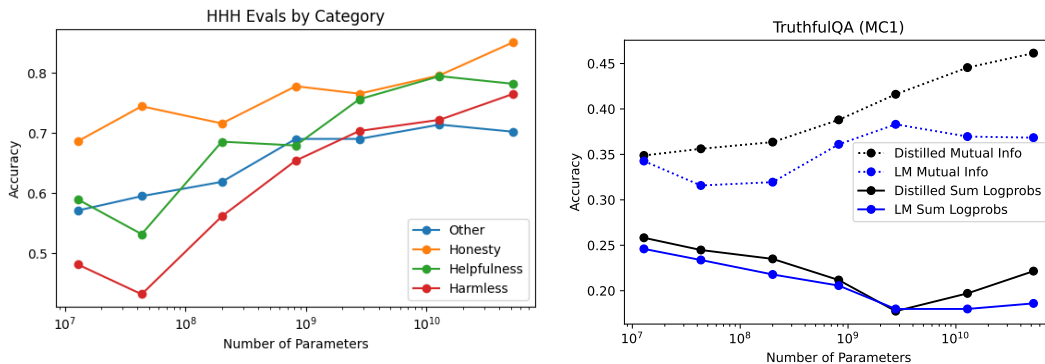 HHH Evals by Category
Accuracy
0.8
0.7
0.6
0.5
Other
Honesty
Helpfulness
Harmless
10^7
10^8
10^9
10^10
Number of Parameters
TruthfulQA (MC1)
Accuracy
0.45
0.40
0.35
0.30
0.25
0.20
Distilled Mutual Info
LM Mutual Info
Distilled Sum Logprobs
LM Sum Logprobs
10^7
10^8
10^9
10^10
Number of Parameters